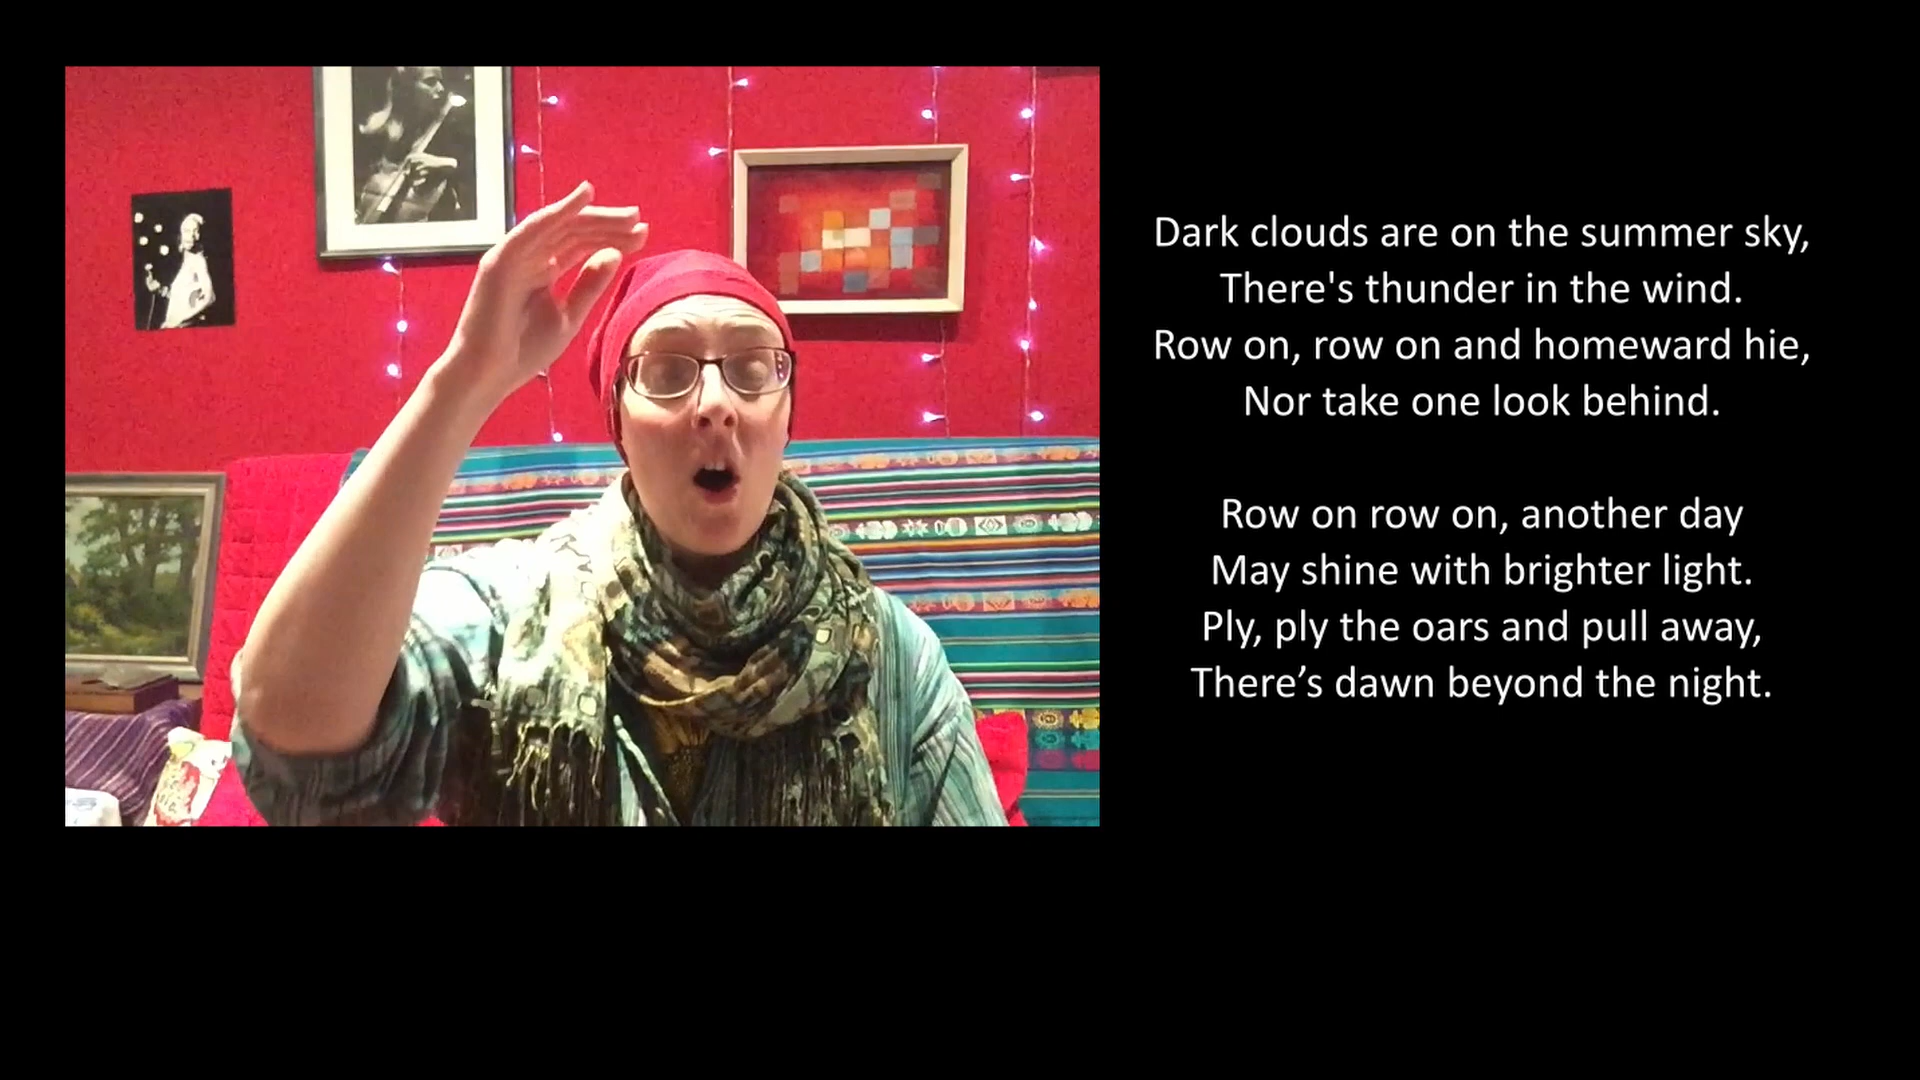 Dark clouds are on the summer sky,
There's thunder in the wind.
Row on, row on and homeward hie,
Nor take one look behind.
Row on row on, another day
May shine with brighter light.
Ply, ply the oars and pull away,
There’s dawn beyond the night.